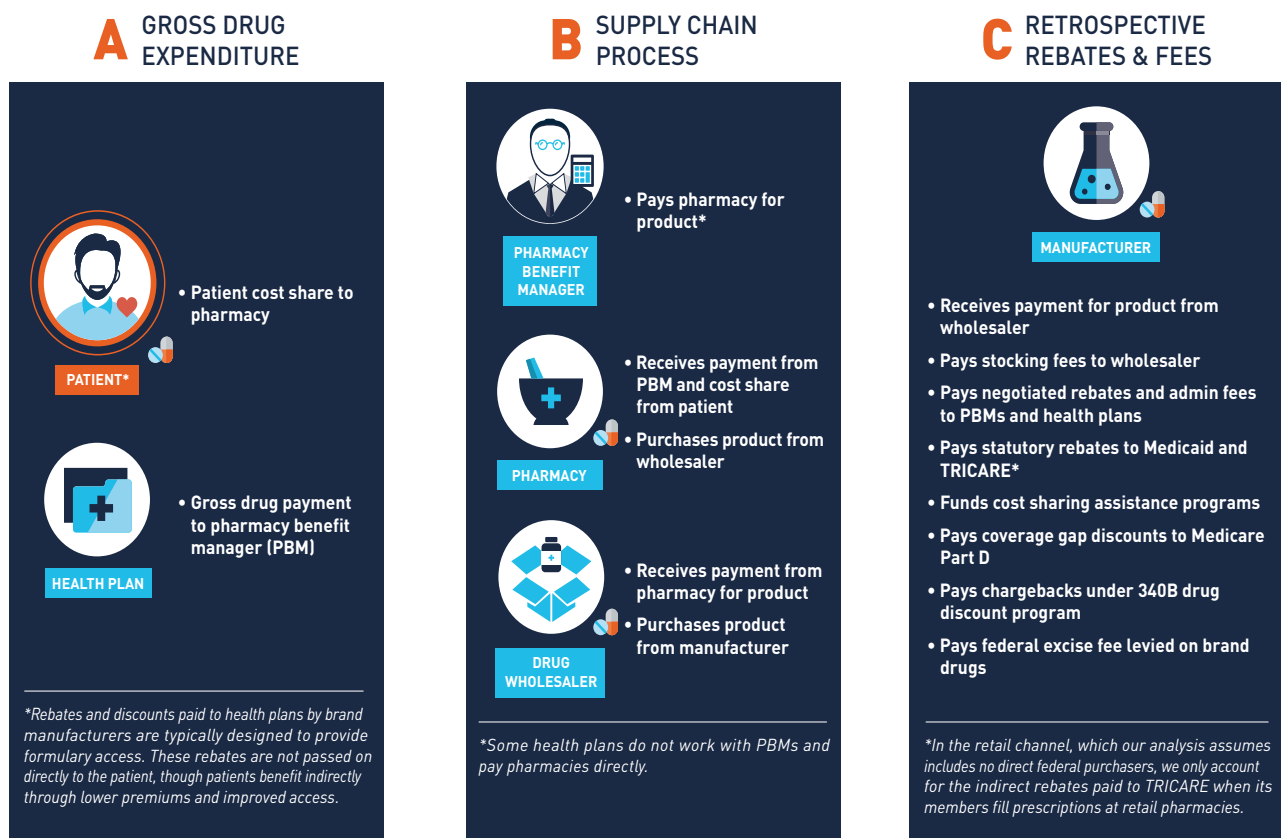 A GROSS DRUG
EXPENDITURE
PATIENT*
• Patient cost share to
pharmacy
HEALTH PLAN
• Gross drug payment
to pharmacy benefit
manager (PBM)
*Rebates and discounts paid to health plans by brand
manufacturers are typically designed to provide
formulary access. These rebates are not passed on
directly to the patient, though patients benefit indirectly
through lower premiums and improved access.
B SUPPLY CHAIN
PROCESS
PHARMACY
BENEFIT
MANAGER
• Pays pharmacy for
product*
PHARMACY
• Receives payment from
PBM and cost share
from patient
• Purchases product from
wholesaler
DRUG
WHOLESALER
• Receives payment from
pharmacy for product
• Purchases product
from manufacturer
*Some health plans do not work with PBMs and
pay pharmacies directly.
C RETROSPECTIVE
REBATES & FEES
MANUFACTURER
• Receives payment for product from
wholesaler
• Pays stocking fees to wholesaler
• Pays negotiated rebates and admin fees
to PBMs and health plans
• Pays statutory rebates to Medicaid and
TRICARE*
• Funds cost sharing assistance programs
• Pays coverage gap discounts to Medicare
Part D
• Pays chargebacks under 340B drug
discount program
• Pays federal excise fee levied on brand
drugs
*In the retail channel, which our analysis assumes
includes no direct federal purchasers, we only account
for the indirect rebates paid to TRICARE when its
members fill prescriptions at retail pharmacies.